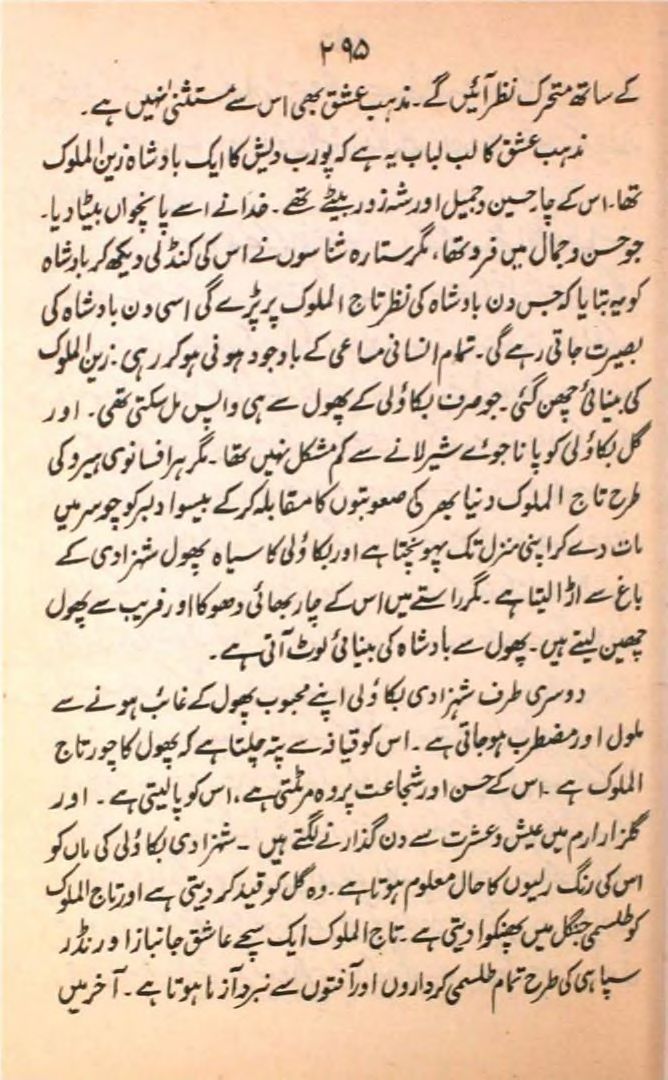 ۲۹۵
کے ساتھ متحرک نظر آئیں گے۔ مذہب عشق بھی اس سے مستثنیٰ نہیں ہے۔
مذہب عشق کا لب لباب یہ ہے کہ پورب دیش کا ایک بادشاہ زین الملوک
تھا۔ اس کے چار حسین و جمیل اور شہ زور بیٹے تھے۔ خدا نے اسے پانچواں بیٹا دیا۔
جو حسن و جمال میں فرد تھا، مگر ستارہ شناسوں نے اس کی کنڈلی دیکھ کر بادشاہ
کو یہ بتایا کہ جس دن بادشاہ کی نظر تاج الملوک پر پڑے گی اسی دن بادشاہ کی
بصیرت جاتی رہے گی۔ تمام انسانی مساعی کے باوجود ہونی ہو کر رہی۔ زین الملوک
کی بینائی چھن گئی۔ جو صرف بکاؤلی کے پھول سے ہی واپس مل سکتی تھی۔ اور
گل بکاؤلی کو پانا جوئے شیر لانے سے کم مشکل نہیں تھا۔ مگر ہر افسانوی ہیرو کی
طرح تاج الملوک دنیا بھر کی صعوبتوں کا مقابلہ کرکے بیسوا دلبر کو چوسر میں
مات دے کر اپنی منزل تک پہونچتا ہے اور بکاؤلی کا سیاہ پھول شہزادی کے
باغ سے اڑا لیتا ہے۔ مگر راستے میں اس کے چار بھائی دھوکا اور فریب سے پھول
چھین لیتے ہیں۔ پھول سے بادشاہ کی بینائی لوٹ آتی ہے۔
دوسری طرف شہزادی بکاؤلی اپنے محبوب پھول کے غائب ہونے سے
ملول اور مضطرب ہو جاتی ہے۔ اس کو قیافہ سے پتہ چلتا ہے کہ پھول کا چور تاج
الملوک ہے۔ اس کے حسن اور شجاعت پر وہ مر مٹتی ہے، اس کو پا لیتی ہے۔ اور
گلزار ارم میں عیش و عشرت سے دن گذارنے لگتے ہیں۔ شہزادی بکاؤلی کی ماں کو
اس کی رنگ رلیوں کا حال معلوم ہوتا ہے۔ وہ گل کو قید کر دیتی ہے اور تاج الملوک
کو طلسمی جنگل میں پھنکوا دیتی ہے۔ تاج الملوک ایک سچے عاشق جانباز اور نڈر
سپاہی کی طرح تمام طلسمی کرداروں اور آفتوں سے نبرد آزما ہوتا ہے۔ آخر میں